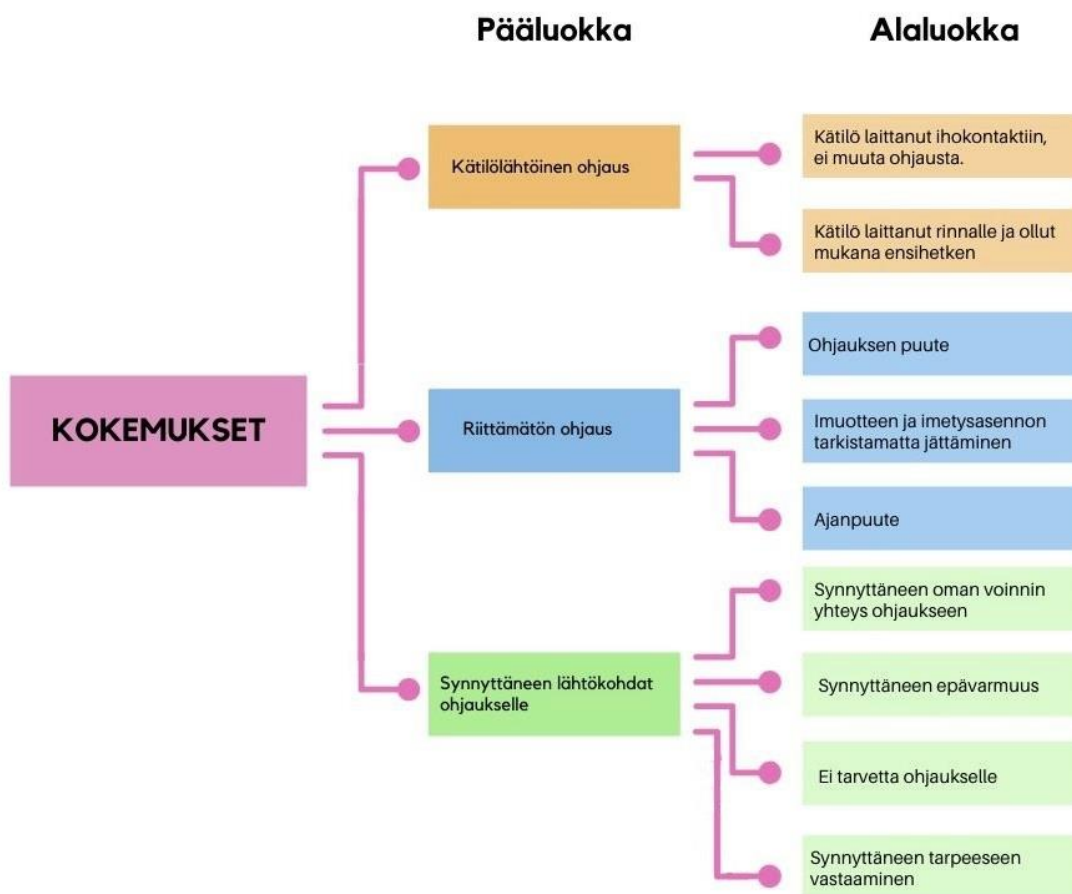 Pääluokka
Alaluokka
KOKEMUKSET
Kätilölähtöinen ohjaus
Kätilö laittanut ihokontaktiin,
ei muuta ohjausta.
Kätilö laittanut rinnalle ja ollut
mukana ensihetken
Riittämätön ohjaus
Ohjauksen puute
Imuotteen ja imetysasennon
tarkistamatta jättäminen
Ajanpuute
Synnyttäneen lähtökohdat
ohjaukselle
Synnyttäneen oman voinnin
yhteys ohjaukseen
Synnyttäneen epävarmuus
Ei tarvetta ohjaukselle
Synnyttäneen tarpeeseen
vastaaminen